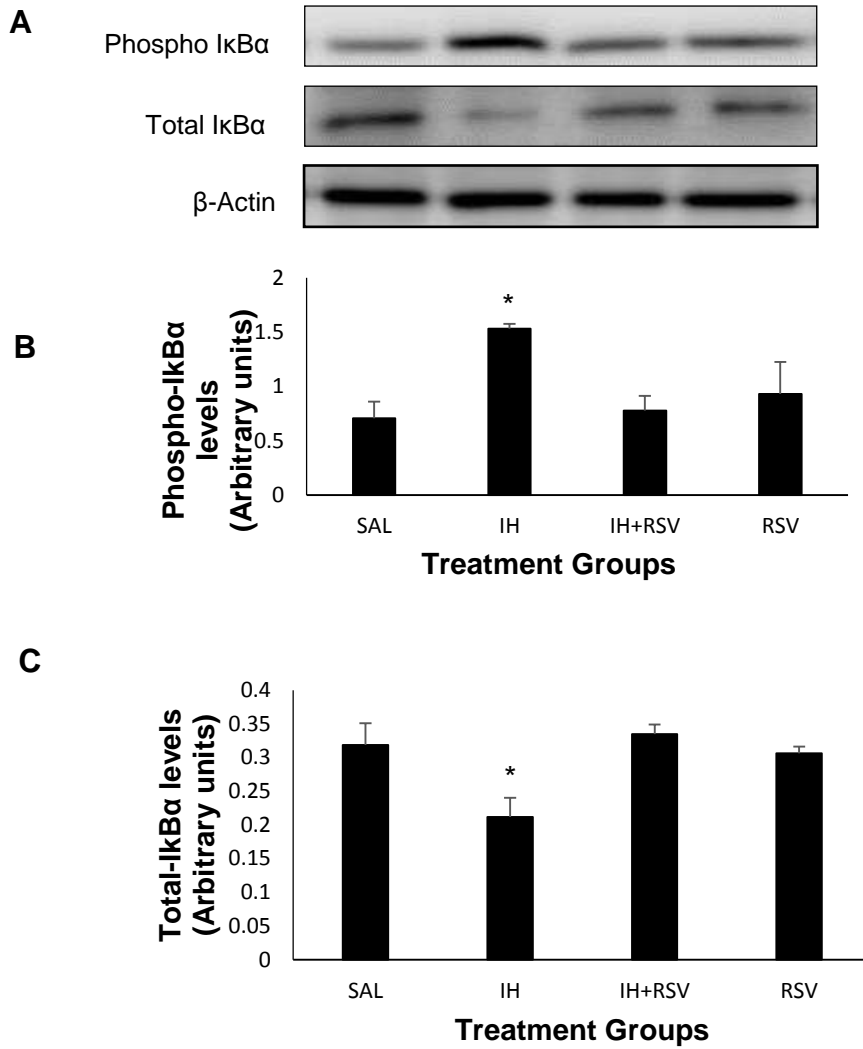 A
Phospho IκBα
Total IκBα
β-Actin
B
Phospho-IkBα
levels
(Arbitrary units)
2
1.5
1
0.5
0
*
SAL IH IH+RSV RSV
Treatment Groups
C
Total-IkBα levels
(Arbitrary units)
0.4
0.35
0.3
0.25
0.2
0.15
0.1
0.05
0
*
SAL IH IH+RSV RSV
Treatment Groups